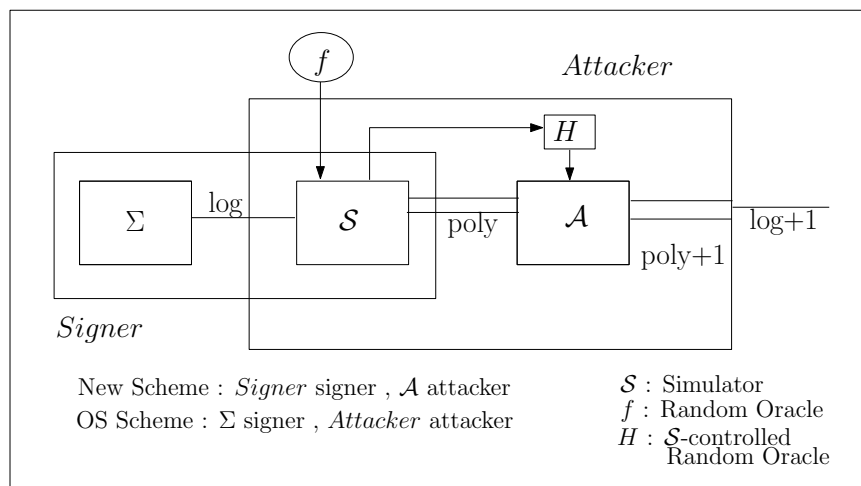 f
Attacker
H
Σ
log
𝒮
poly
𝒜
log+1
poly+1
Signer
New Scheme : Signer signer , 𝒜 attacker
OS Scheme : Σ signer , Attacker attacker
𝒮 : Simulator
f : Random Oracle
H : 𝒮-controlled
Random Oracle